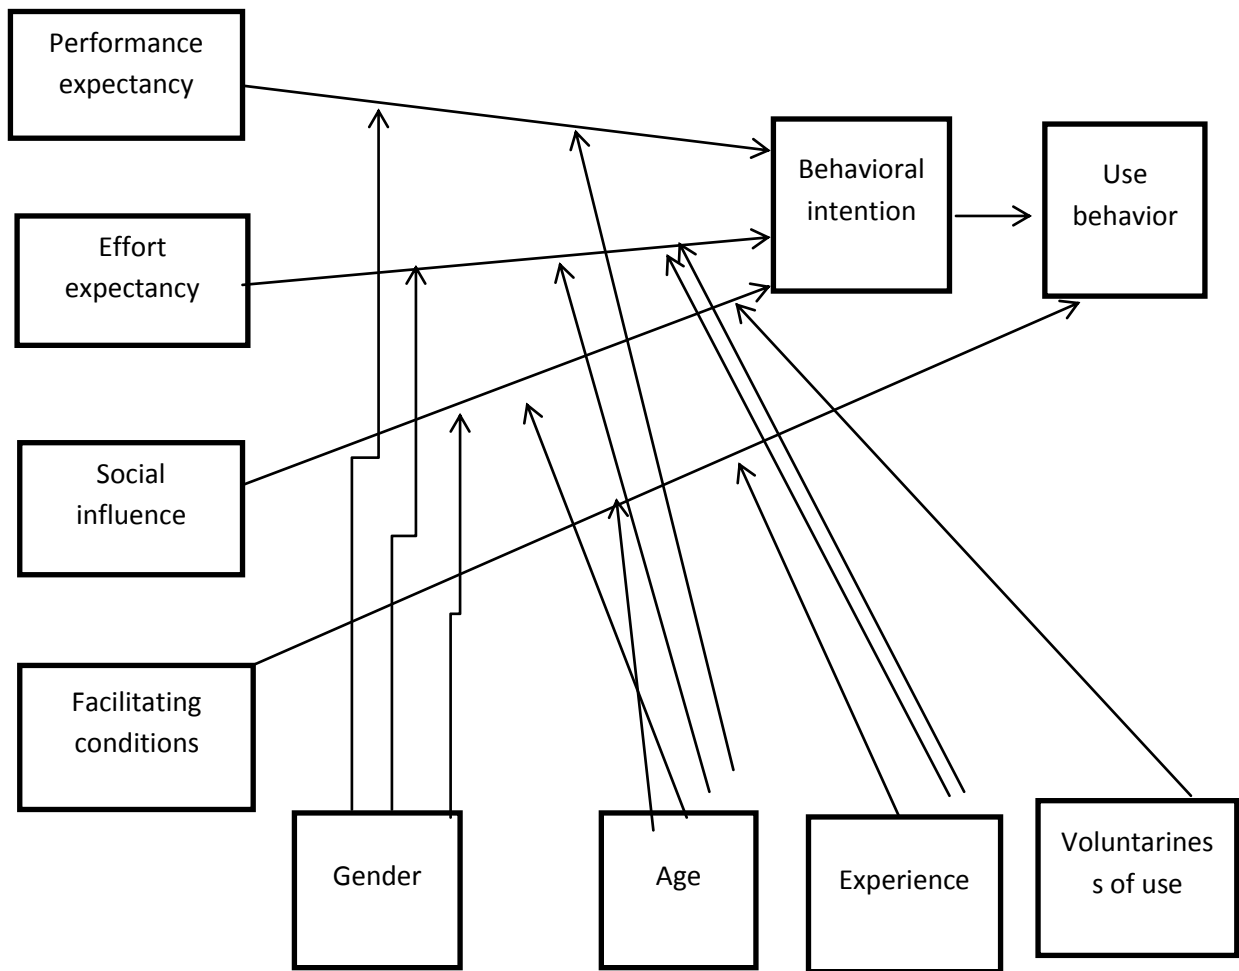 Performance
expectancy
Behavioral
intention
Use
behavior
Effort
expectancy
Social
influence
Facilitating
conditions
Gender
Age
Experience
Voluntarines
s of use